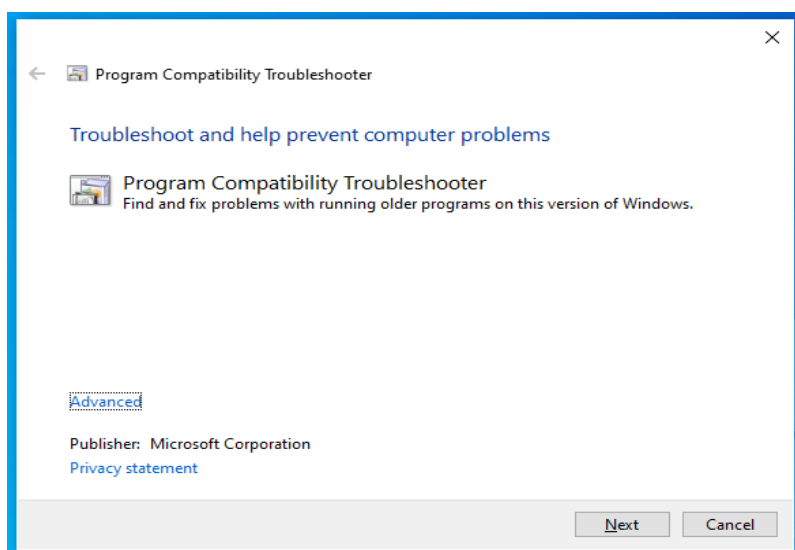 Program Compatibility Troubleshooter
Troubleshoot and help prevent computer problems
Program Compatibility Troubleshooter
Find and fix problems with running older programs on this version of Windows.
Advanced
Publisher: Microsoft Corporation
Privacy statement
Next
Cancel